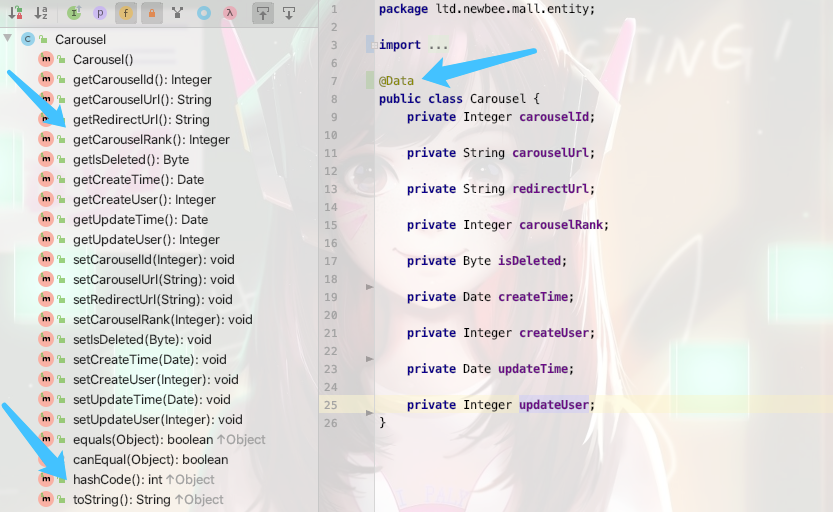 Carousel
Carousel()
getCarouselId(): Integer
getCarouselUrl(): String
getRedirectUrl(): String
getCarouselRank(): Integer
getIsDeleted(): Byte
getCreateTime(): Date
getCreateUser(): Integer
getUpdateTime(): Date
getUpdateUser(): Integer
setCarouselId(Integer): void
setCarouselUrl(String): void
setRedirectUrl(String): void
setCarouselRank(Integer): void
setIsDeleted(Byte): void
setCreateTime(Date): void
setCreateUser(Integer): void
setUpdateTime(Date): void
setUpdateUser(Integer): void
equals(Object): boolean ↑Object
canEqual(Object): boolean
hashCode(): int ↑Object
toString(): String ↑Object
1 package ltd.newbee.mall.entity;
2
3 import ...
6
7 @Data
8 public class Carousel {
9 private Integer carouselId;
10
11 private String carouselUrl;
12
13 private String redirectUrl;
14
15 private Integer carouselRank;
16
17 private Byte isDeleted;
18
19 private Date createTime;
20
21 private Integer createUser;
22
23 private Date updateTime;
24
25 private Integer updateUser;
26 }